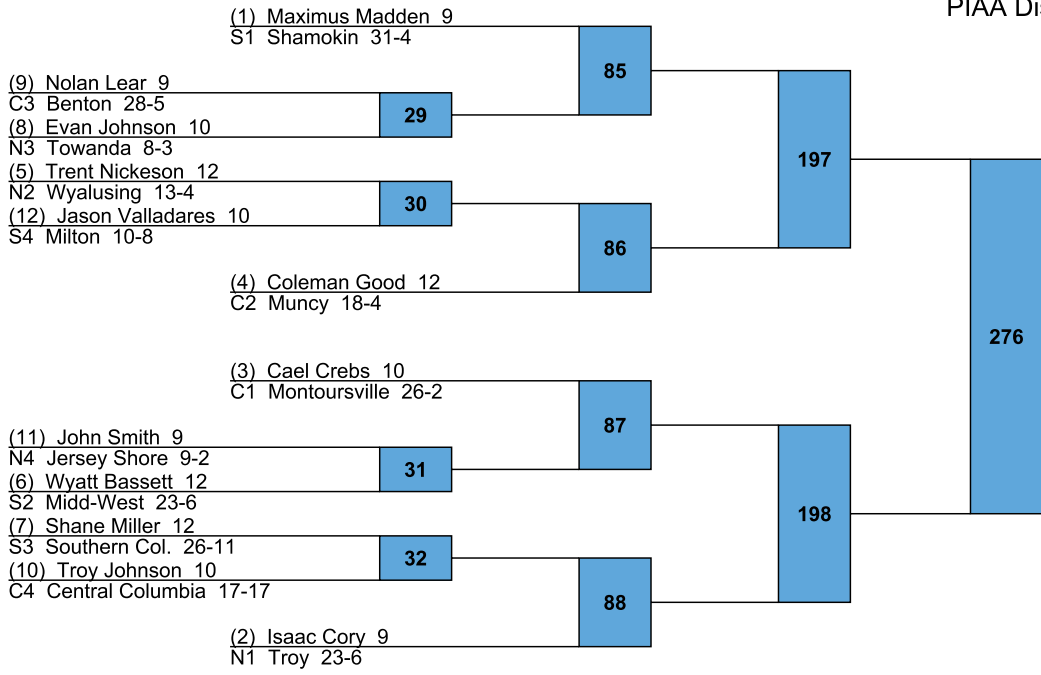 PIAA Dis
(1) Maximus Madden 9
S1 Shamokin 31-4
85
(9) Nolan Lear 9
C3 Benton 28-5
29
(8) Evan Johnson 10
N3 Towanda 8-3
197
(5) Trent Nickeson 12
N2 Wyalusing 13-4
30
(12) Jason Valladares 10
S4 Milton 10-8
86
(4) Coleman Good 12
C2 Muncy 18-4
276
(3) Cael Crebs 10
C1 Montoursville 26-2
87
(11) John Smith 9
N4 Jersey Shore 9-2
31
(6) Wyatt Bassett 12
S2 Midd-West 23-6
198
(7) Shane Miller 12
S3 Southern Col. 26-11
32
(10) Troy Johnson 10
C4 Central Columbia 17-17
88
(2) Isaac Cory 9
N1 Troy 23-6